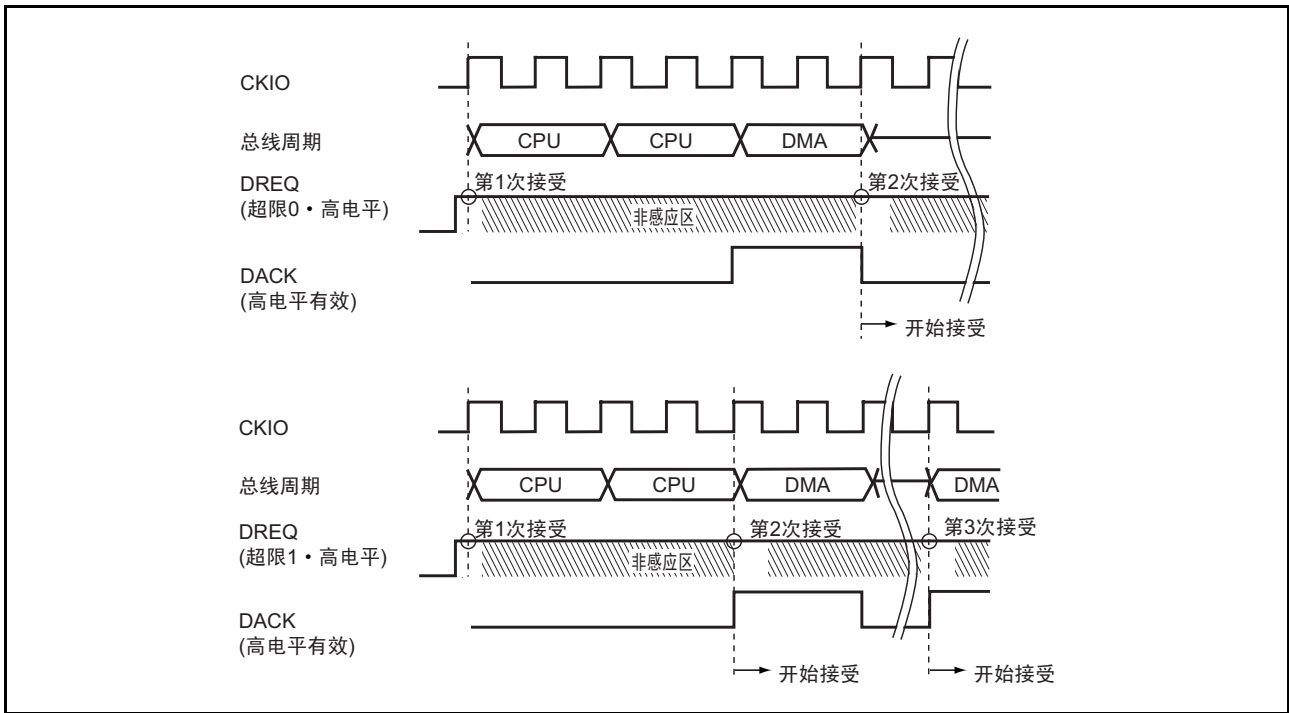 CKIO
总线周期
CPU CPU DMA
DREQ
(超限0・高电平)
第1次接受 第2次接受
非感应区
DACK
(高电平有效)
开始接受
CKIO
总线周期
CPU CPU DMA DMA
DREQ
(超限1・高电平)
第1次接受 第2次接受 第3次接受
非感应区
DACK
(高电平有效)
开始接受 开始接受